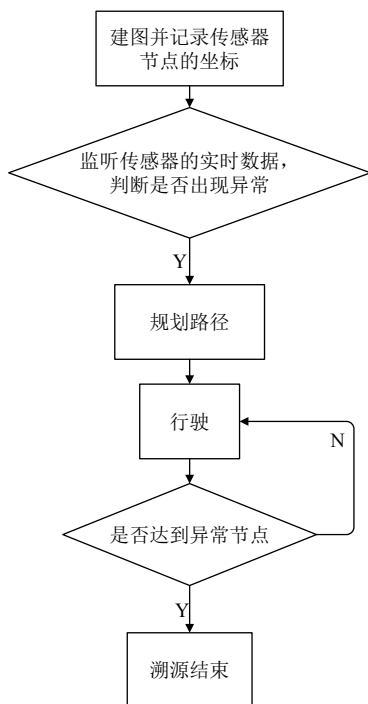 建图并记录传感器
节点的坐标
监听传感器的实时数据，
判断是否出现异常
Y
规划路径
行驶
N
是否达到异常节点
Y
溯源结束